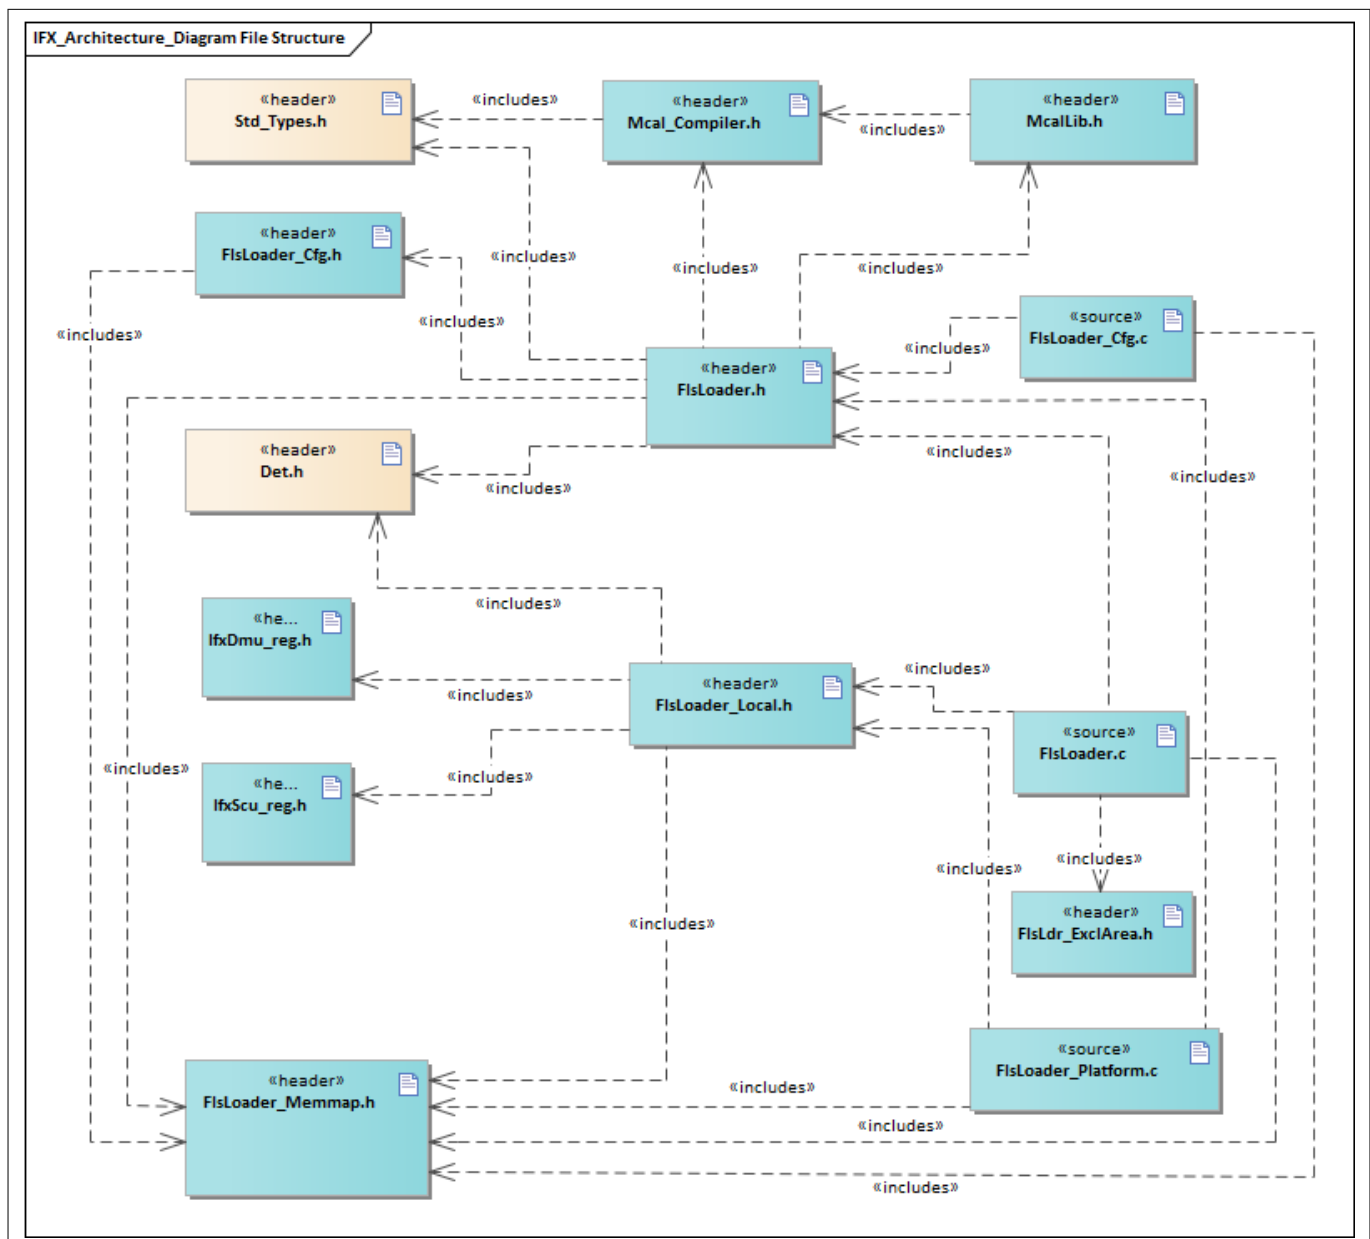 IFX_Architecture_Diagram File Structure
«header»
Std_Types.h
«includes»
«header»
Mcal_Compiler.h
«includes»
«header»
McalLib.h
«header»
FlsLoader_Cfg.h
«includes»
«includes»
«includes»
«includes»
«includes»
«includes»
«source»
FlsLoader_Cfg.c
«includes»
«header»
FlsLoader.h
«header»
Det.h
«includes»
«includes»
«includes»
«includes»
«he...
IfxDmu_reg.h
«includes»
«header»
FlsLoader_Local.h
«includes»
«source»
FlsLoader.c
«includes»
«he...
IfxScu_reg.h
«includes»
«includes»
«includes»
«includes»
«header»
FlsLdr_ExclArea.h
«source»
FlsLoader_Platform.c
«header»
FlsLoader_Memmap.h
«includes»
«includes»
«includes»